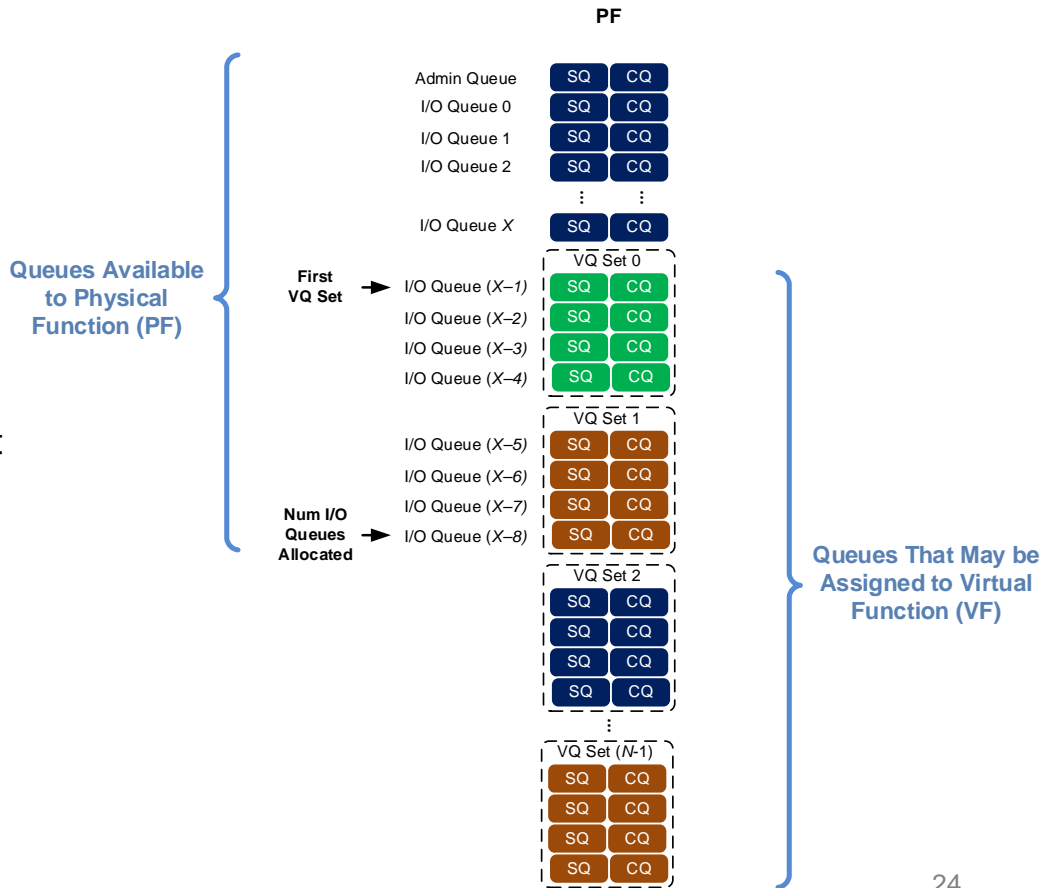 PF
Admin Queue SQ CQ
I/O Queue 0 SQ CQ
I/O Queue 1 SQ CQ
I/O Queue 2 SQ CQ
⋮ ⋮
I/O Queue X SQ CQ
Queues Available
to Physical
Function (PF)
VQ Set 0
First
VQ Set
I/O Queue (X–1) SQ CQ
I/O Queue (X–2) SQ CQ
I/O Queue (X–3) SQ CQ
I/O Queue (X–4) SQ CQ
VQ Set 1
I/O Queue (X–5) SQ CQ
I/O Queue (X–6) SQ CQ
I/O Queue (X–7) SQ CQ
Num I/O
Queues
Allocated
I/O Queue (X–8) SQ CQ
Queues That May be
Assigned to Virtual
Function (VF)
VQ Set 2
SQ CQ
SQ CQ
SQ CQ
SQ CQ
⋮
VQ Set (N-1)
SQ CQ
SQ CQ
SQ CQ
SQ CQ
24